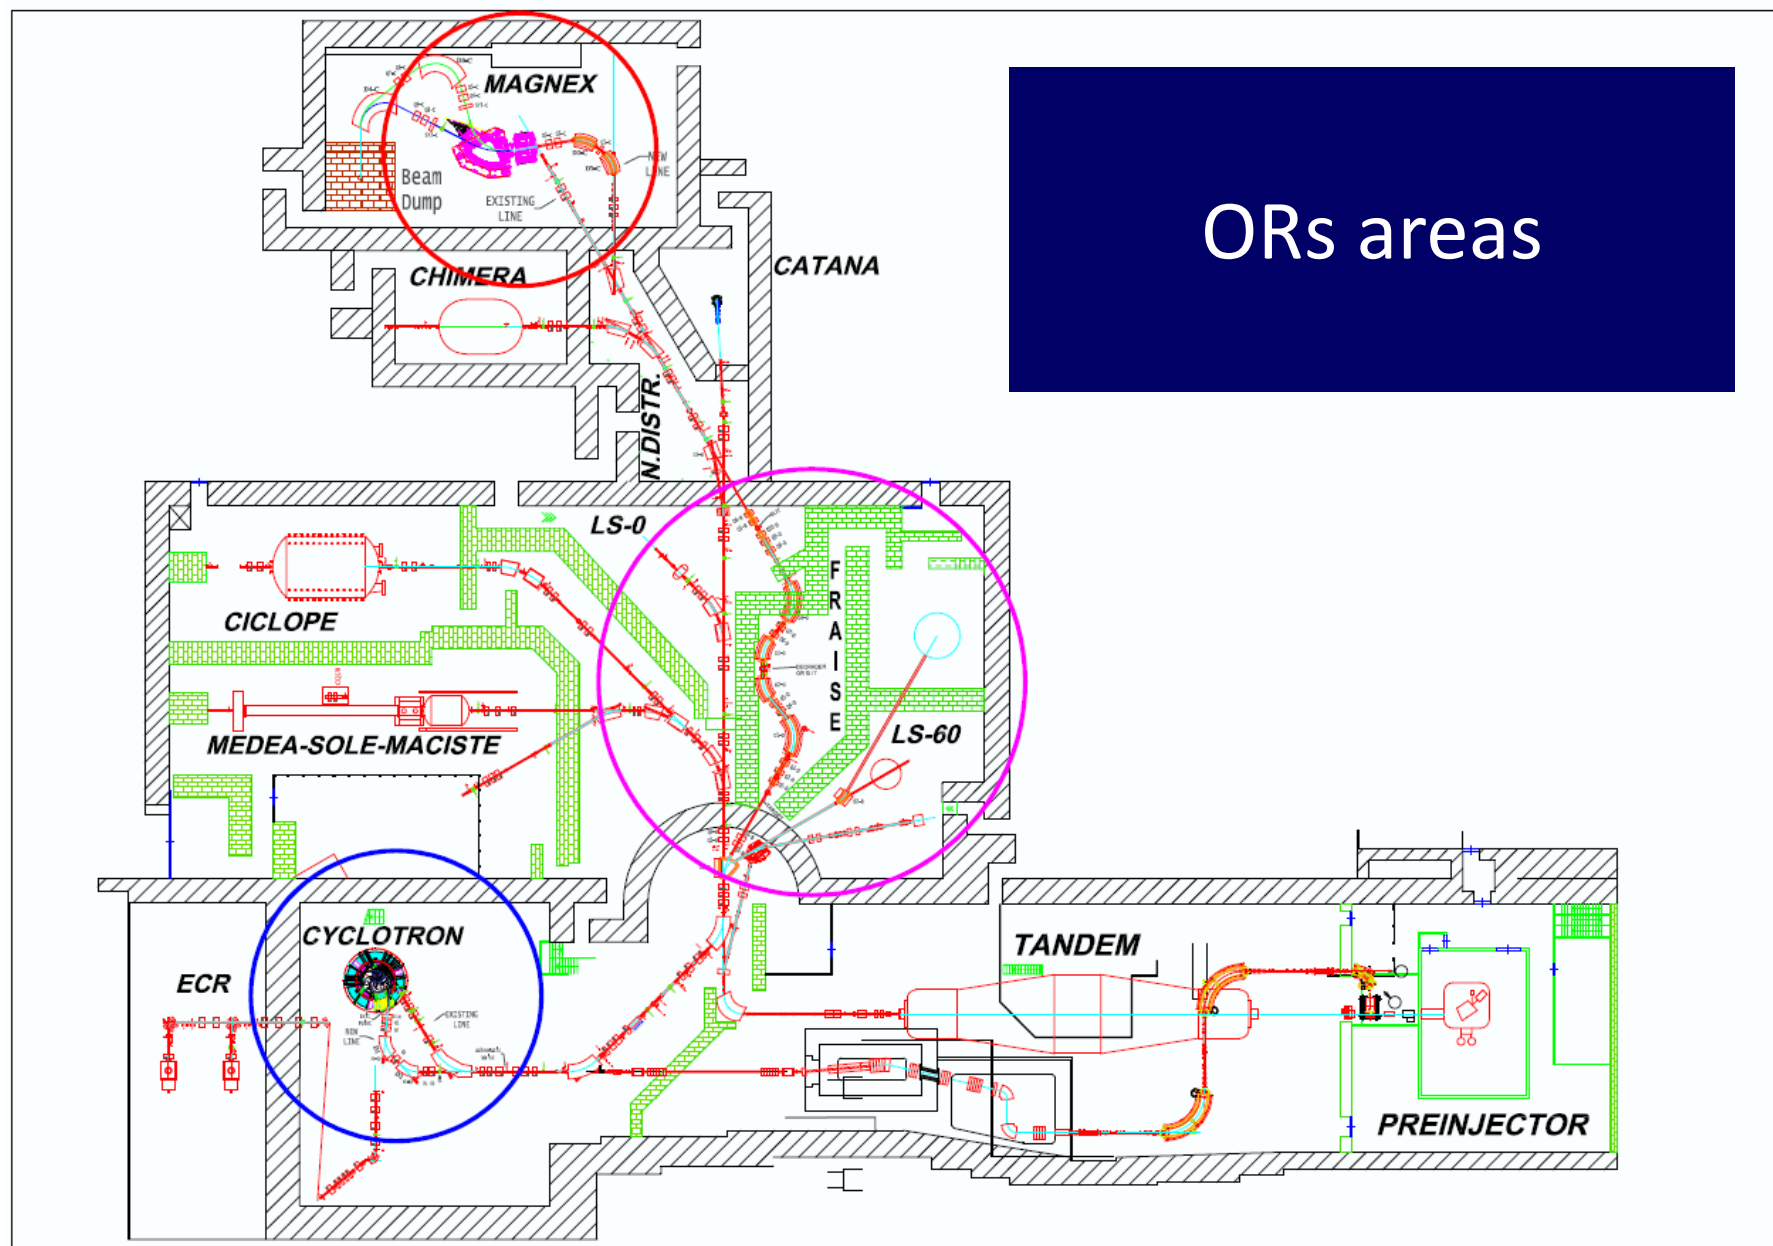 MAGNEX
ORs areas
NEW
LINE
Beam
Dump
EXISTING
LINE
CHIMERA
CATANA
N.DISTR.
LS-0
FRAISE
CICLOPE
MEDEA-SOLE-MACISTE
LS-60
CYCLOTRON
TANDEM
ECR
EXISTING
LINE
NEW
LINE
PREINJECTOR